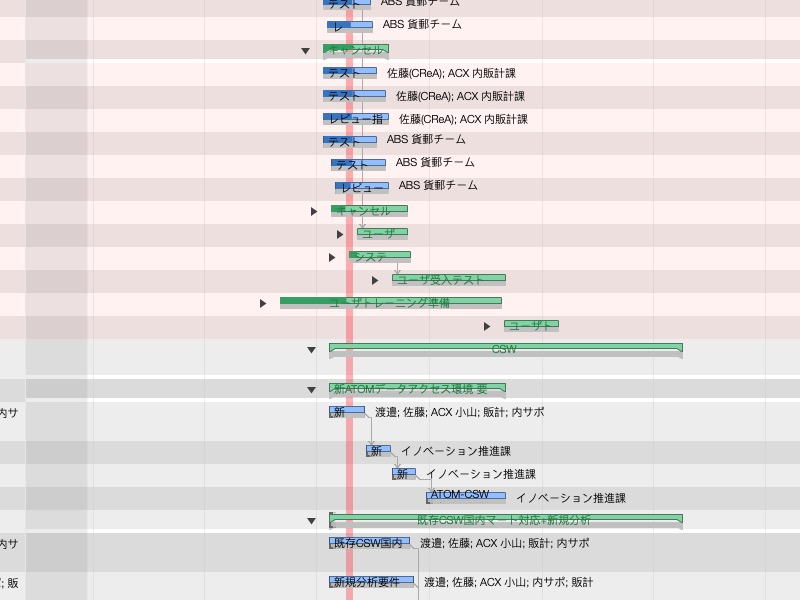 テスト ABS 貨郵チーム
レ ABS 貨郵チーム
キャンセル
テスト 佐藤(CReA); ACX 内販計課
テスト 佐藤(CReA); ACX 内販計課
レビュー指 佐藤(CReA); ACX 内販計課
テスト ABS 貨郵チーム
テスト ABS 貨郵チーム
レビュー ABS 貨郵チーム
キャンセル
ユーザ
システ
ユーザ受入テスト
ユーザトレーニング準備
ユーザト
CSW
新ATOMデータアクセス環境 要
内サ 新 渡邉; 佐藤; ACX 小山; 販計; 内サポ
新 イノベーション推進課
新 イノベーション推進課
ATOM-CSW イノベーション推進課
既存CSW国内マート対応+新規分析
内サ 既存CSW国内 渡邉; 佐藤; ACX 小山; 販計; 内サポ
; 販 新規分析要件 渡邉; 佐藤; ACX 小山; 内サポ; 販計